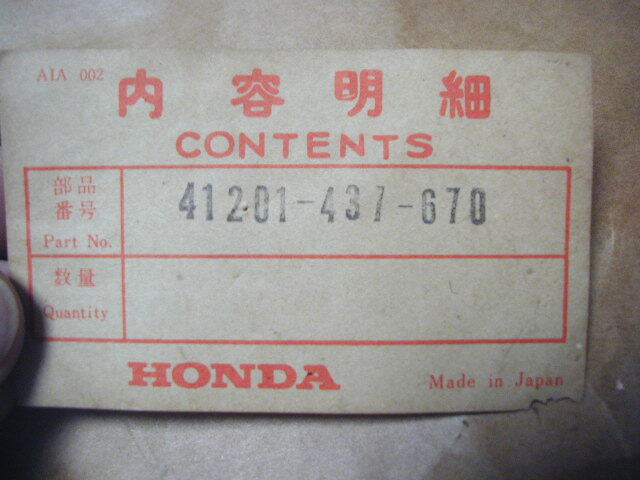 AIA 002
内容明細
CONTENTS
部品
番号
Part No.
41201-437-670
数量
Quantity
HONDA
Made in Japan